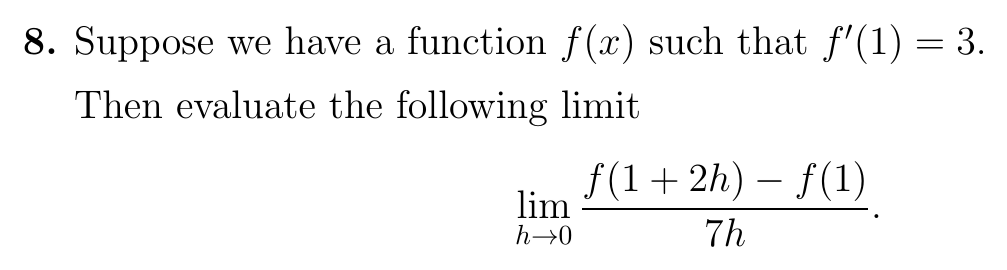 8. Suppose we have a function f(x) such that f′(1) = 3.
Then evaluate the following limit
lim_{h→0} \frac{f(1 + 2h) − f(1)}{7h}.